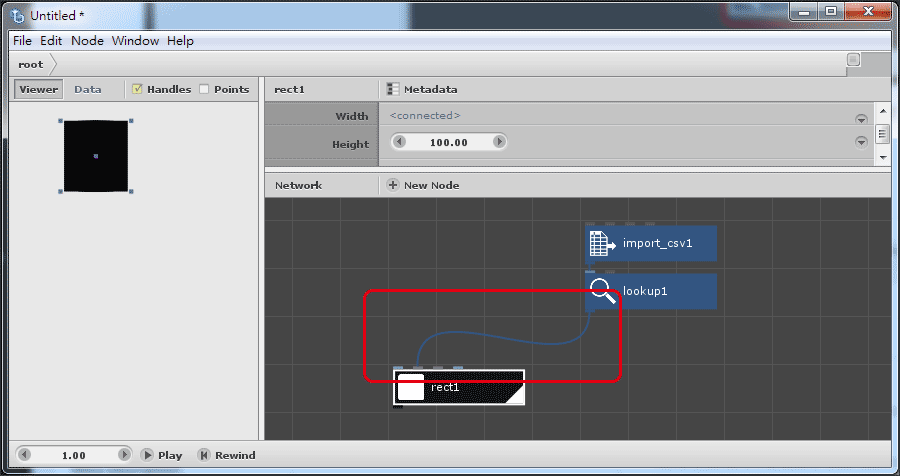 Untitled *
File Edit Node Window Help
root
Viewer Data Handles Points
rect1 Metadata
Width <connected>
Height 100.00
Network New Node
import_csv1
lookup1
rect1
1.00 Play Rewind